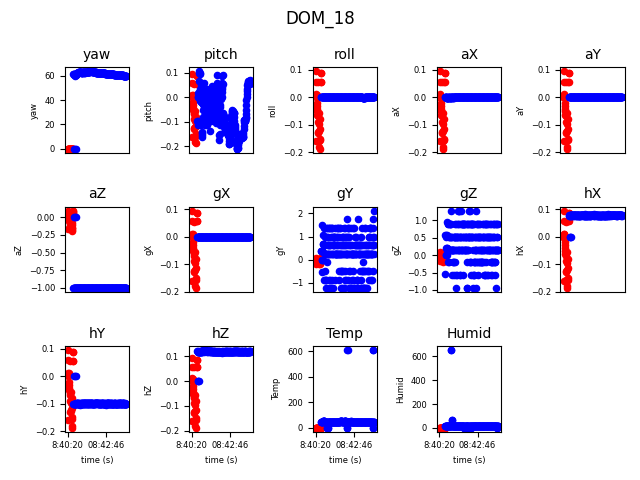 DOM_18
yaw pitch roll aX aY
60
40
20
0
yaw
0.1
0.0
−0.1
−0.2
pitch
0.1
0.0
−0.1
−0.2
roll
0.1
0.0
−0.1
−0.2
aX
0.1
0.0
−0.1
−0.2
aY
aZ gX gY gZ hX
0.00
−0.25
−0.50
−0.75
−1.00
aZ
0.1
0.0
−0.1
−0.2
gX
2
1
0
−1
gY
1.0
0.5
0.0
−0.5
−1.0
gZ
0.1
0.0
−0.1
−0.2
hX
hY hZ Temp Humid
0.1
0.0
−0.1
−0.2
hY
0.1
0.0
−0.1
−0.2
hZ
600
400
200
0
Temp
600
400
200
0
Humid
8:40:20 08:42:46 8:40:20 08:42:46 8:40:20 08:42:46 8:40:20 08:42:46
time (s) time (s) time (s) time (s)